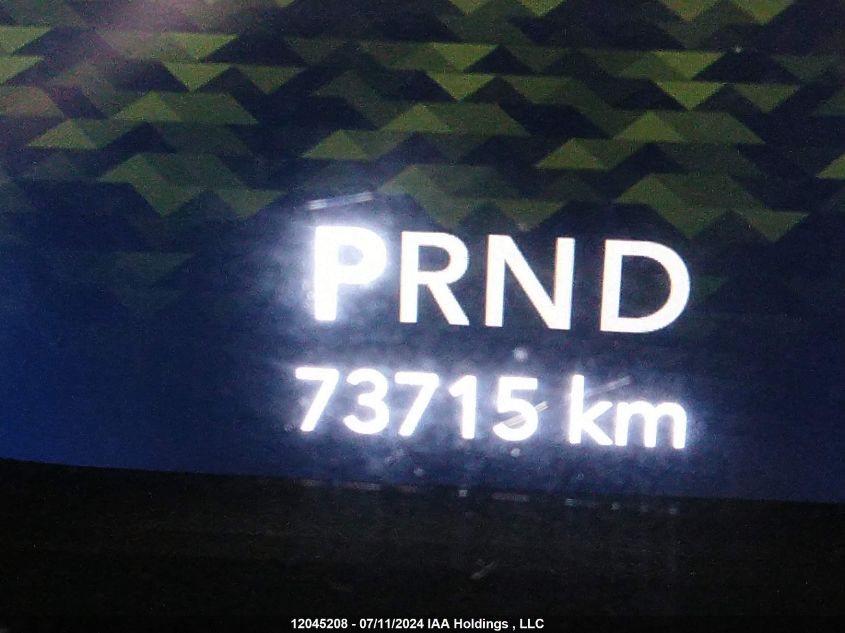 PRND
73715 km
12045208 - 07/11/2024 IAA Holdings , LLC